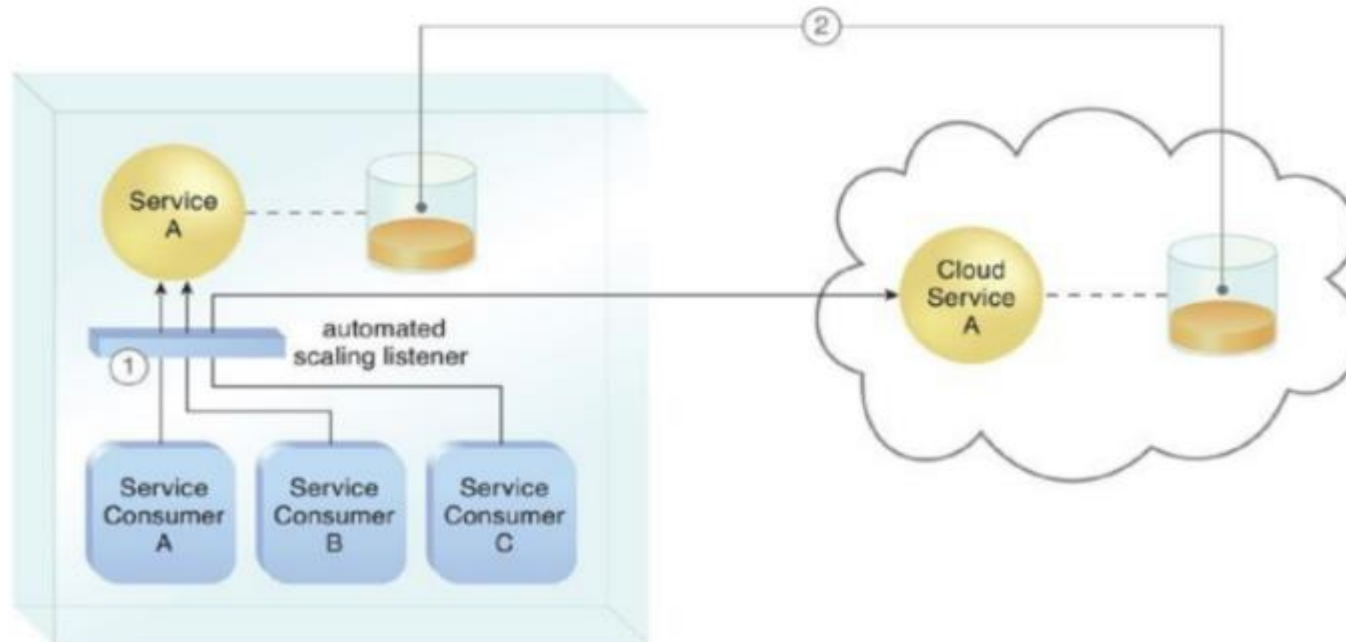 2
Service
A
Cloud
Service
A
automated
scaling listener
1
Service
Consumer
A
Service
Consumer
B
Service
Consumer
C